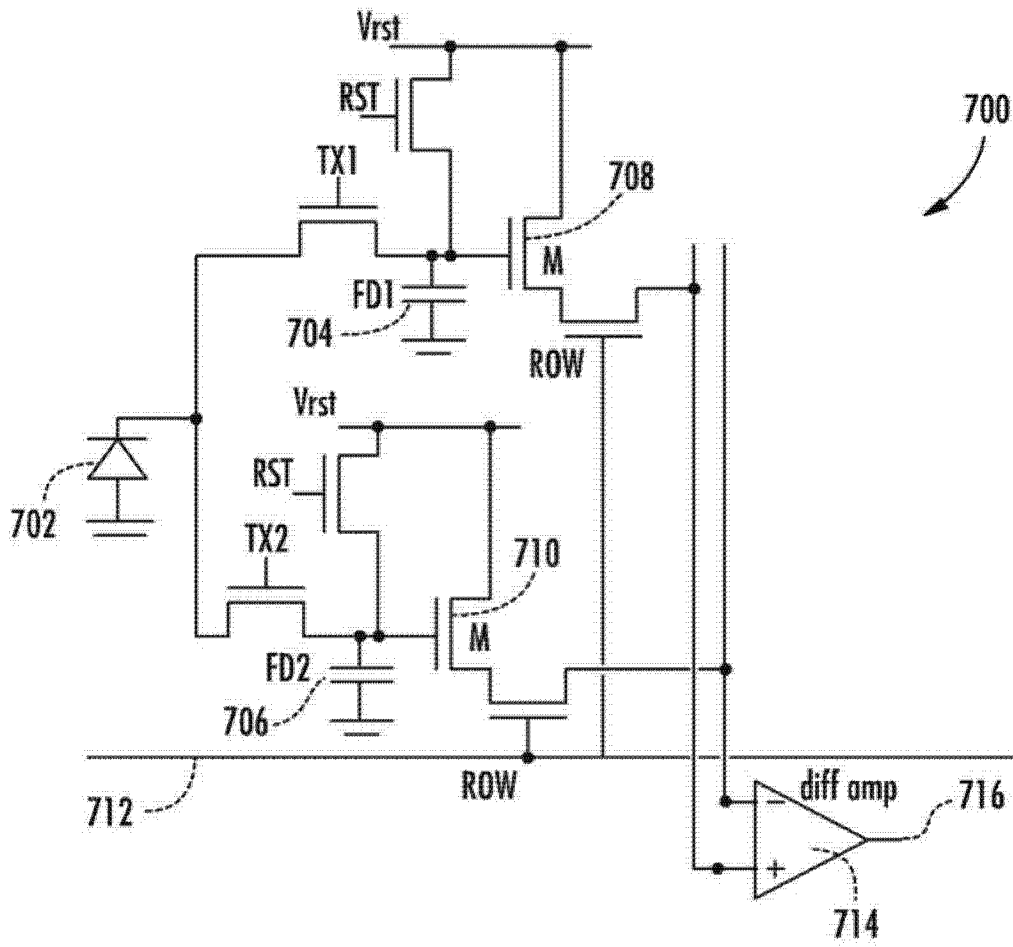 Vrst
RST
700
TX1
708
M
FD1
704
ROW
Vrst
RST
702
TX2
710
M
FD2
706
712
ROW
diff amp
716
−
+
714